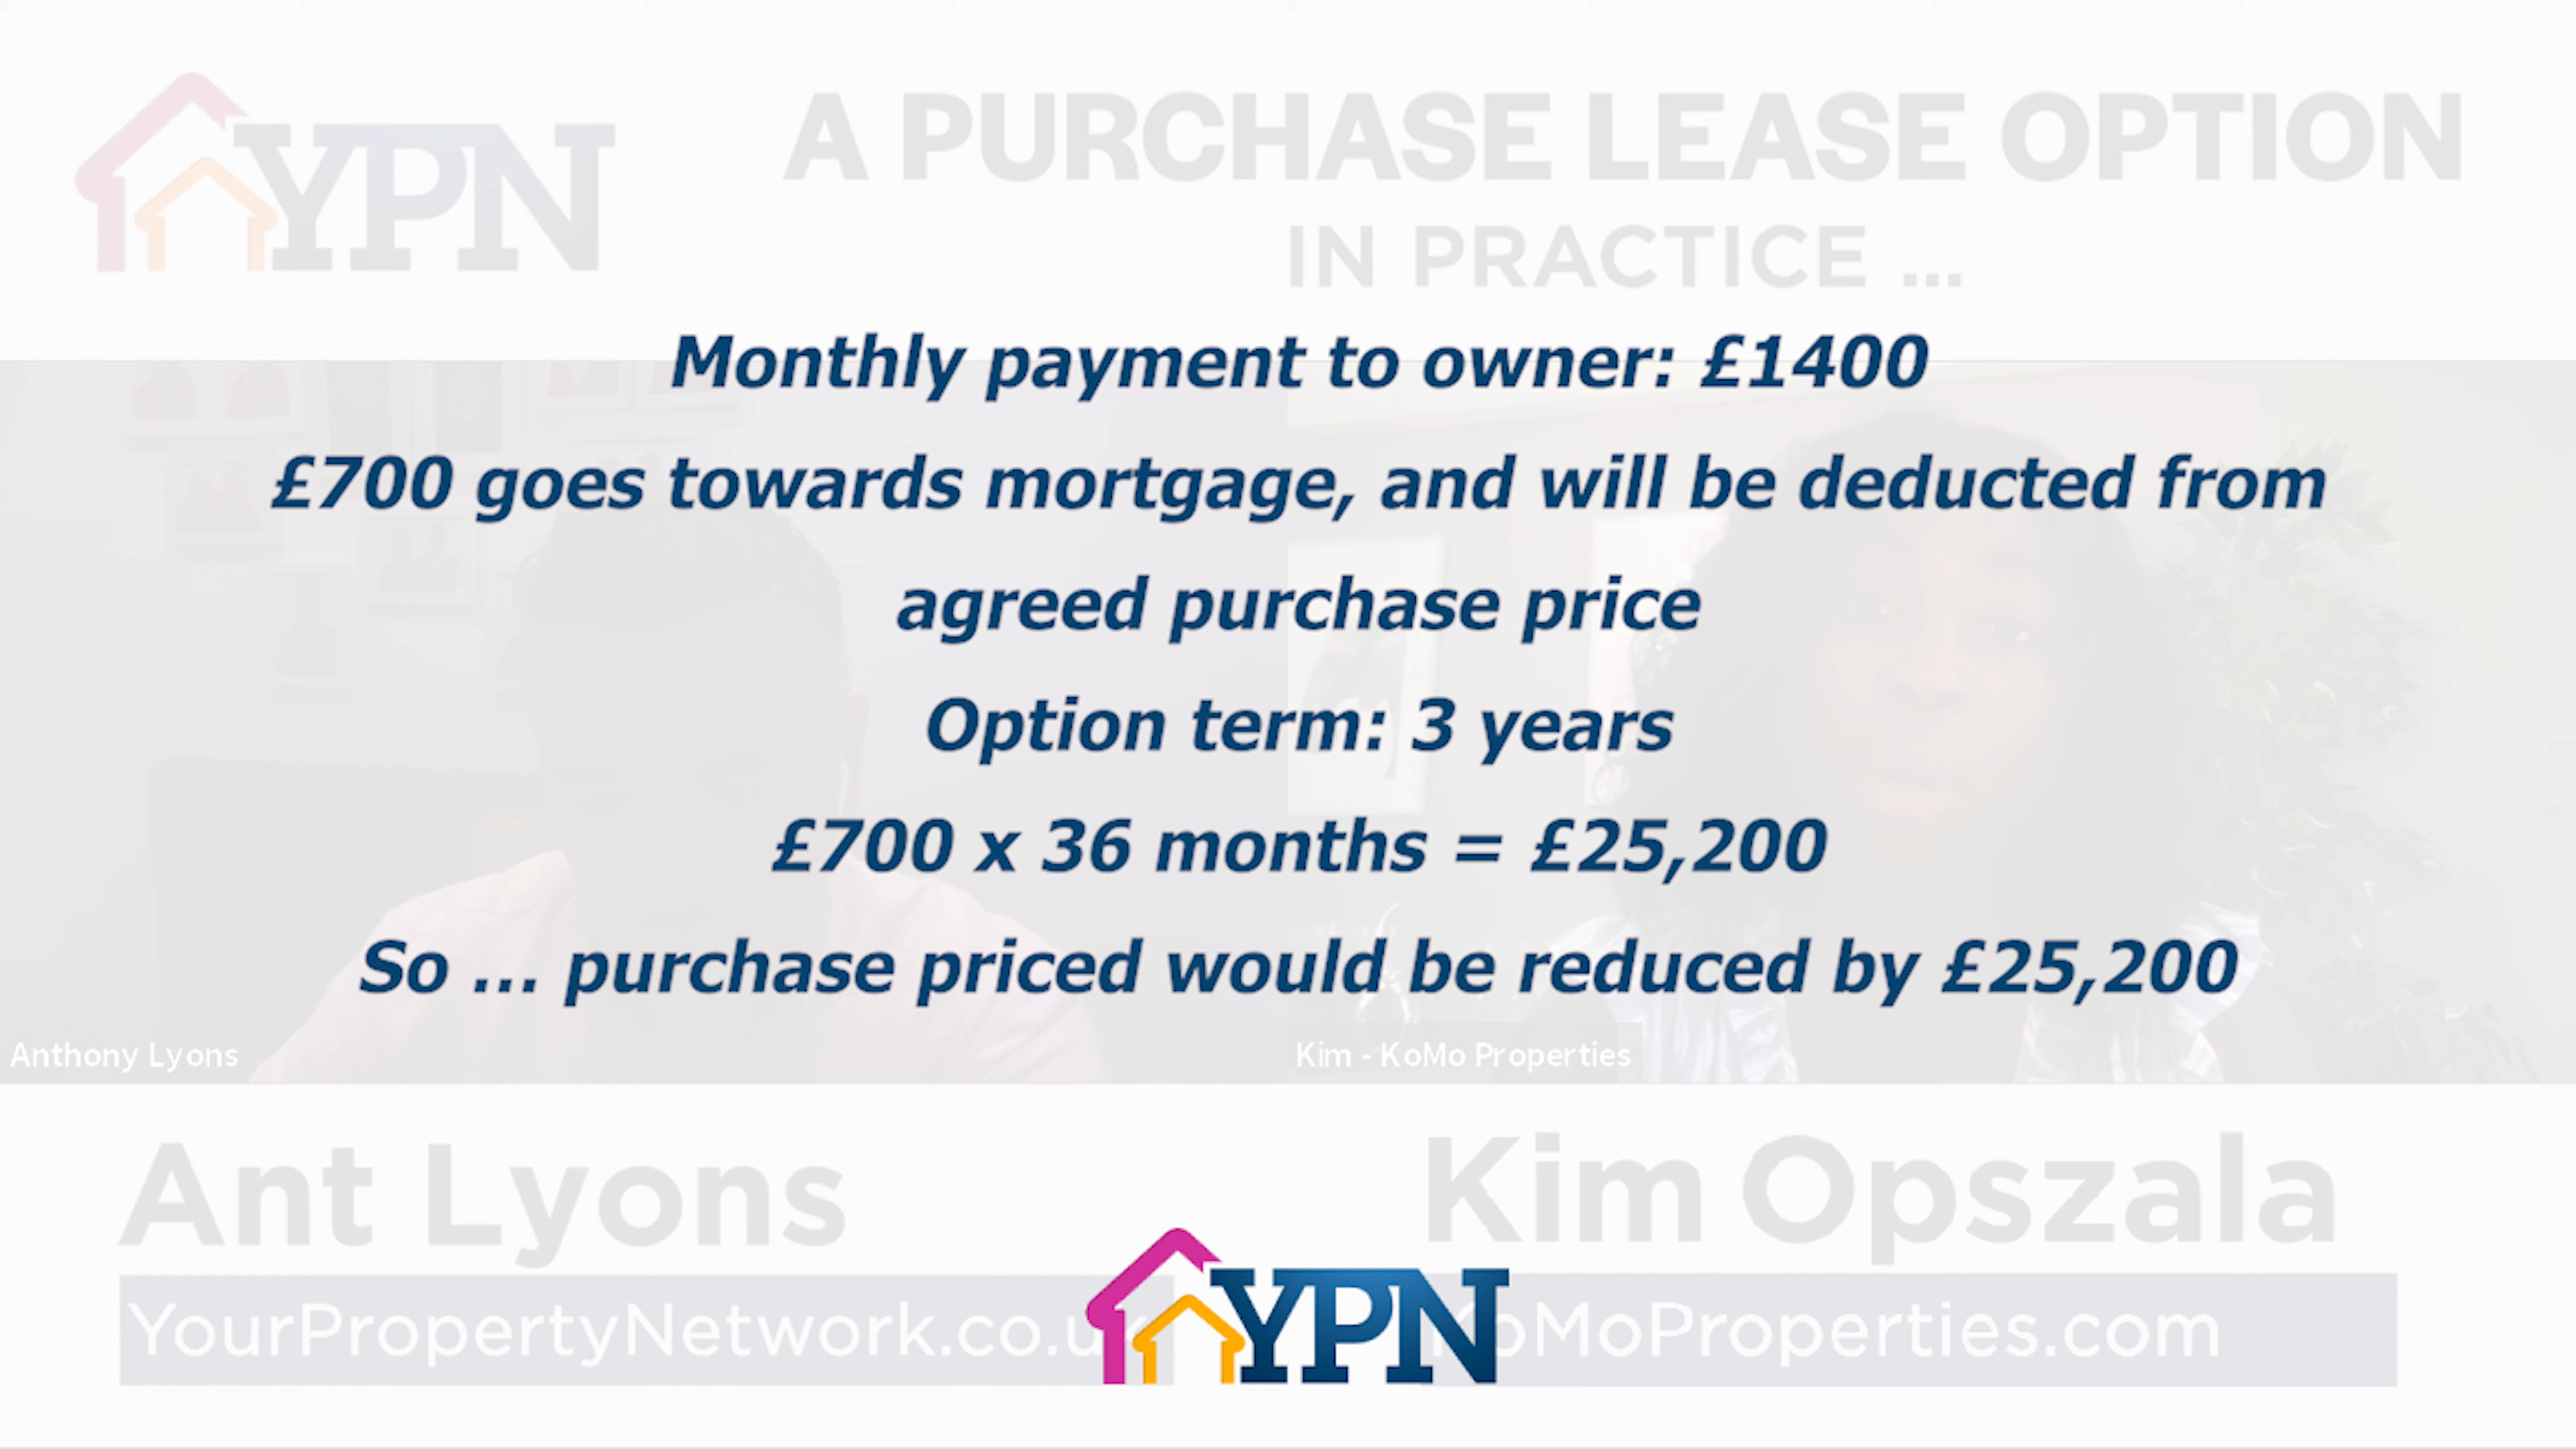 YPN
A PURCHASE LEASE OPTION
IN PRACTICE ...
Monthly payment to owner: £1400
£700 goes towards mortgage, and will be deducted from
agreed purchase price
Option term: 3 years
£700 x 36 months = £25,200
So ... purchase priced would be reduced by £25,200
Anthony Lyons
Kim - KoMo Properties
Ant Lyons
Kim Opszala
YourPropertyNetwork.co.uk
KoMoProperties.com
YPN